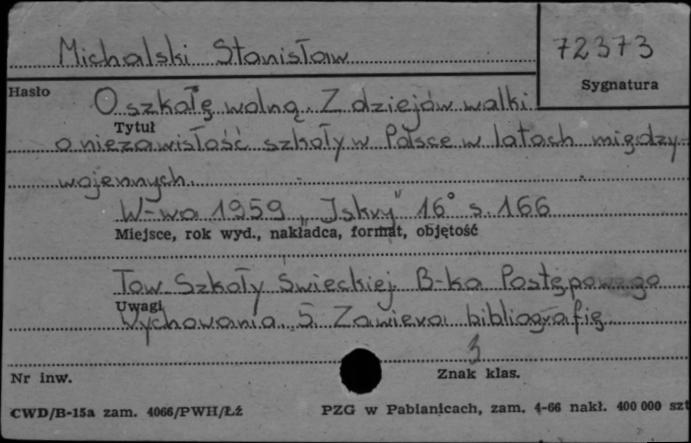 Michalski Stanisław
72373
Hasło
Sygnatura
O szkołę wolną. Z dziejów walki
Tytuł
o niezawisłość szkoły w Polsce w latach między-
wojennych.
W-wa 1959 „Iskry" 16° s. 166
Miejsce, rok wyd., nakładca, format, objętość
Tow. Szkoły Świeckiej. B-ka Postępowego
Uwagi
Wychowania. 5. Zawiera bibliografię.
3
Nr inw.
Znak klas.
CWD/B-15a zam. 4066/PWH/Łż
PZG w Pabianicach, zam. 4-66 nakł. 400 000 szt